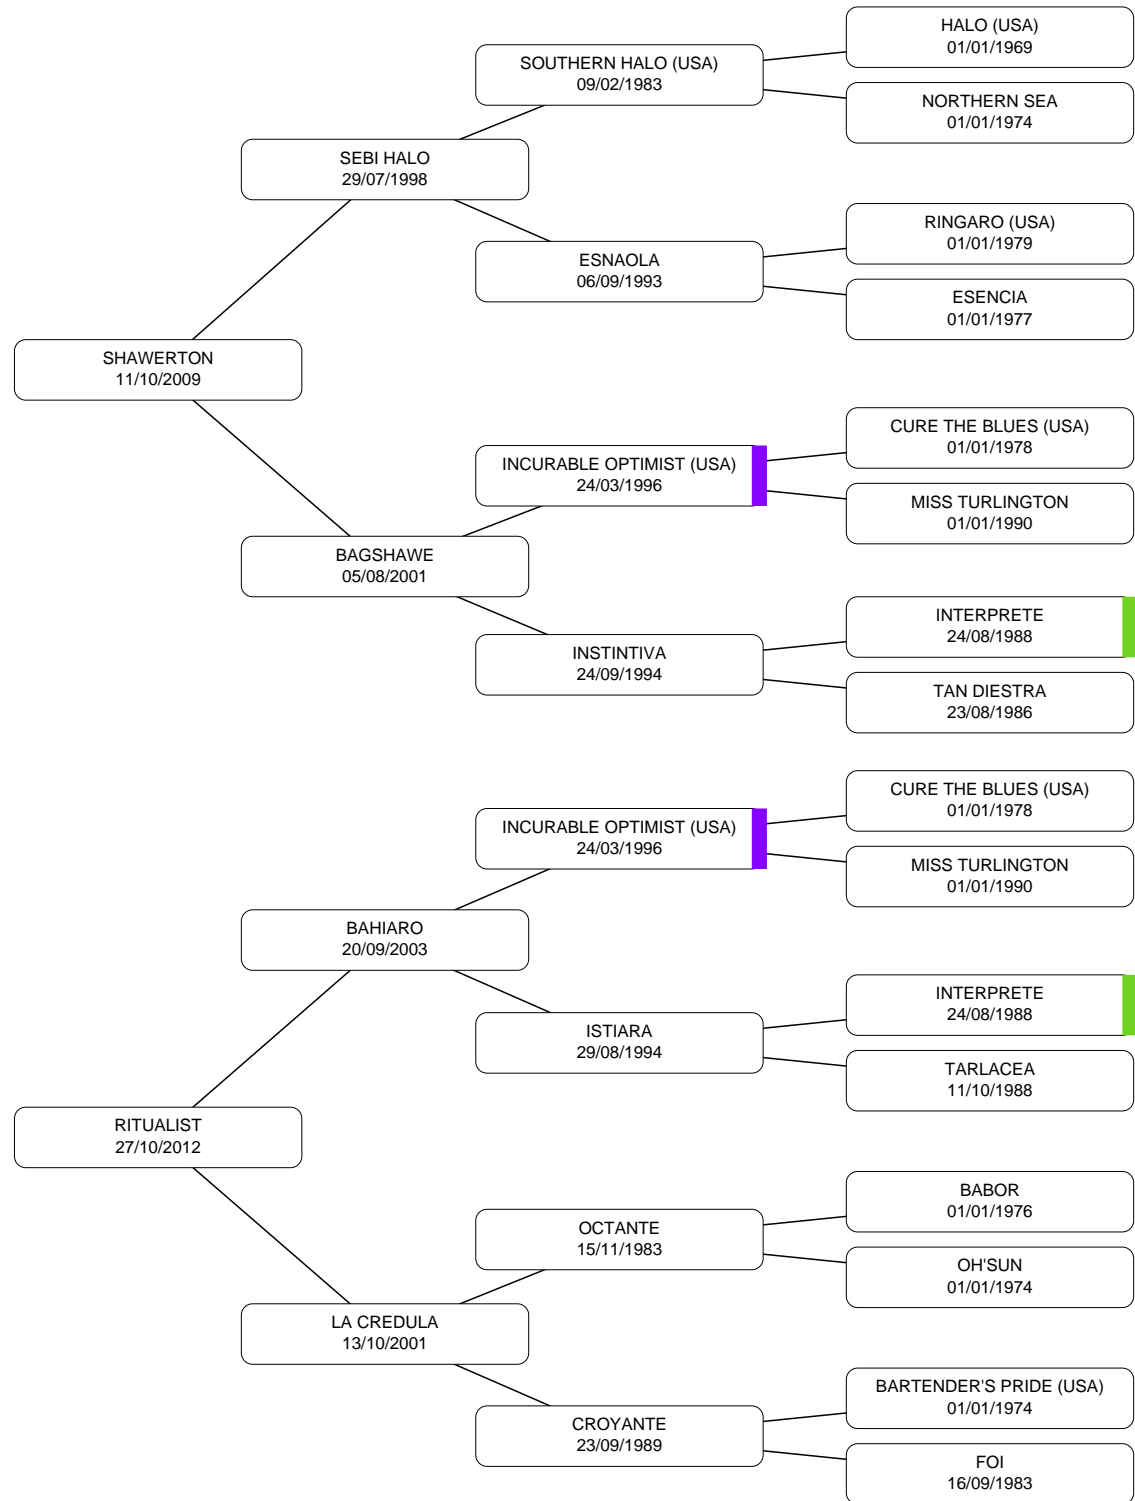 HALO (USA)
01/01/1969
SOUTHERN HALO (USA)
09/02/1983
NORTHERN SEA
01/01/1974
SEBI HALO
29/07/1998
RINGARO (USA)
01/01/1979
ESNAOLA
06/09/1993
ESENCIA
01/01/1977
SHAWERTON
11/10/2009
CURE THE BLUES (USA)
01/01/1978
INCURABLE OPTIMIST (USA)
24/03/1996
MISS TURLINGTON
01/01/1990
BAGSHAWE
05/08/2001
INTERPRETE
24/08/1988
INSTINTIVA
24/09/1994
TAN DIESTRA
23/08/1986
CURE THE BLUES (USA)
01/01/1978
INCURABLE OPTIMIST (USA)
24/03/1996
MISS TURLINGTON
01/01/1990
BAHIARO
20/09/2003
INTERPRETE
24/08/1988
ISTIARA
29/08/1994
TARLACEA
11/10/1988
RITUALIST
27/10/2012
BABOR
01/01/1976
OCTANTE
15/11/1983
OH'SUN
01/01/1974
LA CREDULA
13/10/2001
BARTENDER'S PRIDE (USA)
01/01/1974
CROYANTE
23/09/1989
FOI
16/09/1983